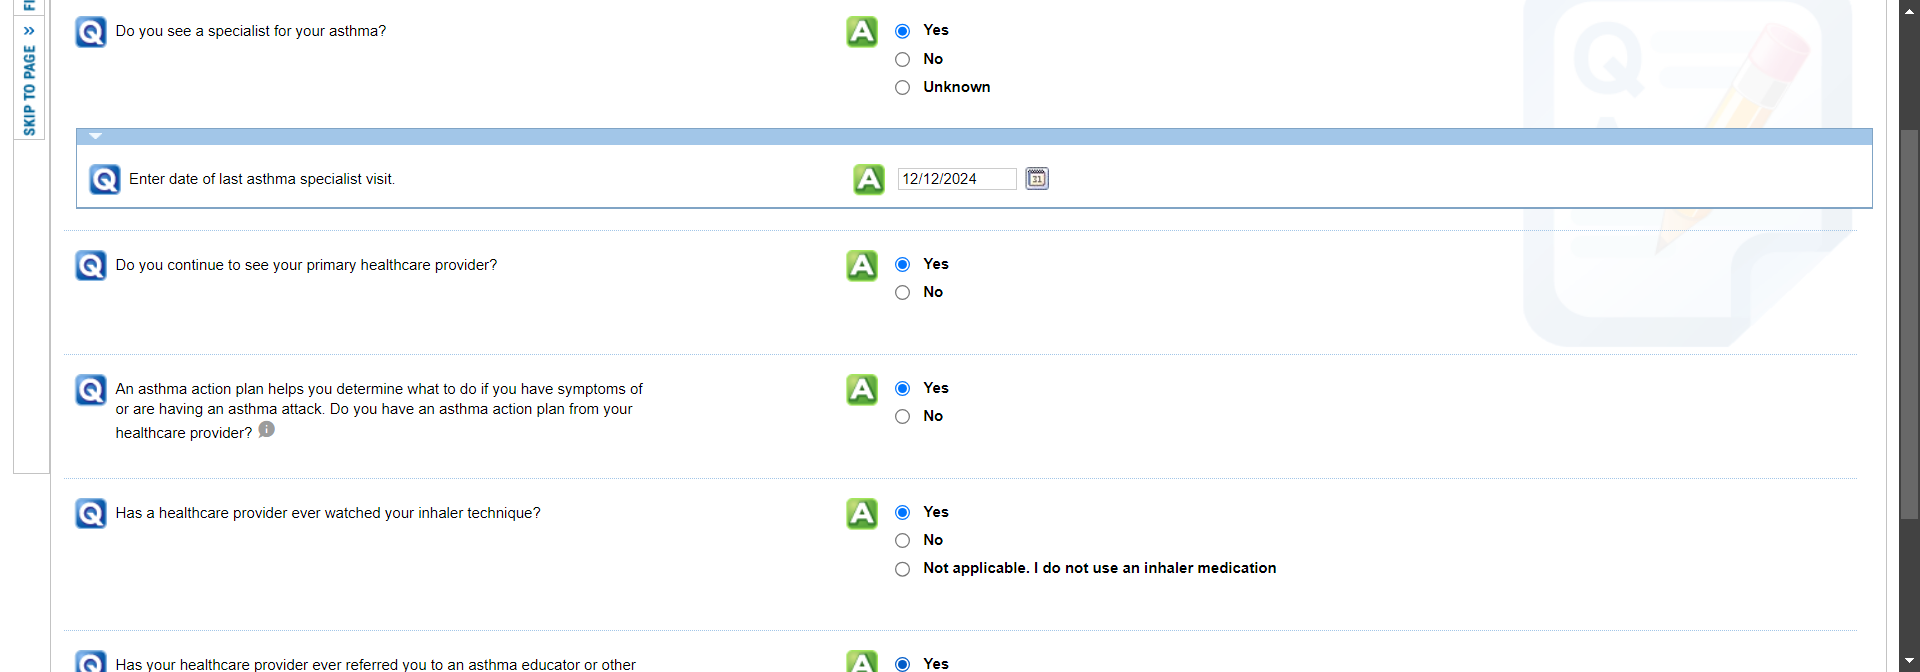 SKIP TO PAGE
Do you see a specialist for your asthma?
Yes
No
Unknown
Enter date of last asthma specialist visit.
12/12/2024
31
Do you continue to see your primary healthcare provider?
Yes
No
An asthma action plan helps you determine what to do if you have symptoms of
or are having an asthma attack. Do you have an asthma action plan from your
healthcare provider?
Yes
No
Has a healthcare provider ever watched your inhaler technique?
Yes
No
Not applicable. I do not use an inhaler medication
Has your healthcare provider ever referred you to an asthma educator or other
Yes